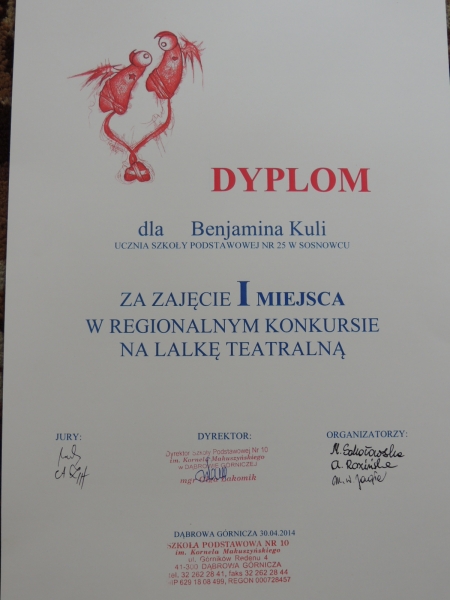 DYPLOM
dla Benjamina Kuli
UCZNIA SZKOŁY PODSTAWOWEJ NR 25 W SOSNOWCU
ZA ZAJĘCIE I MIEJSCA
W REGIONALNYM KONKURSIE
NA LALKĘ TEATRALNĄ
JURY:
DYREKTOR:
Dyrektor Szkoły Podstawowej Nr 10
im. Kornela Makuszyńskiego
w DĄBROWIE GÓRNICZEJ
mgr
ORGANIZATORZY:
M. Sokołowska
A. Rozińska
DĄBROWA GÓRNICZA 30.04.2014
SZKOŁA PODSTAWOWA NR 10
im. Kornela Makuszyńskiego
ul. Górników Redenu 4
41-300 DĄBROWA GÓRNICZA
tel. 32 262 28 41, faks 32 262 28 44
NIP 629 18 08 499, REGON 000728457